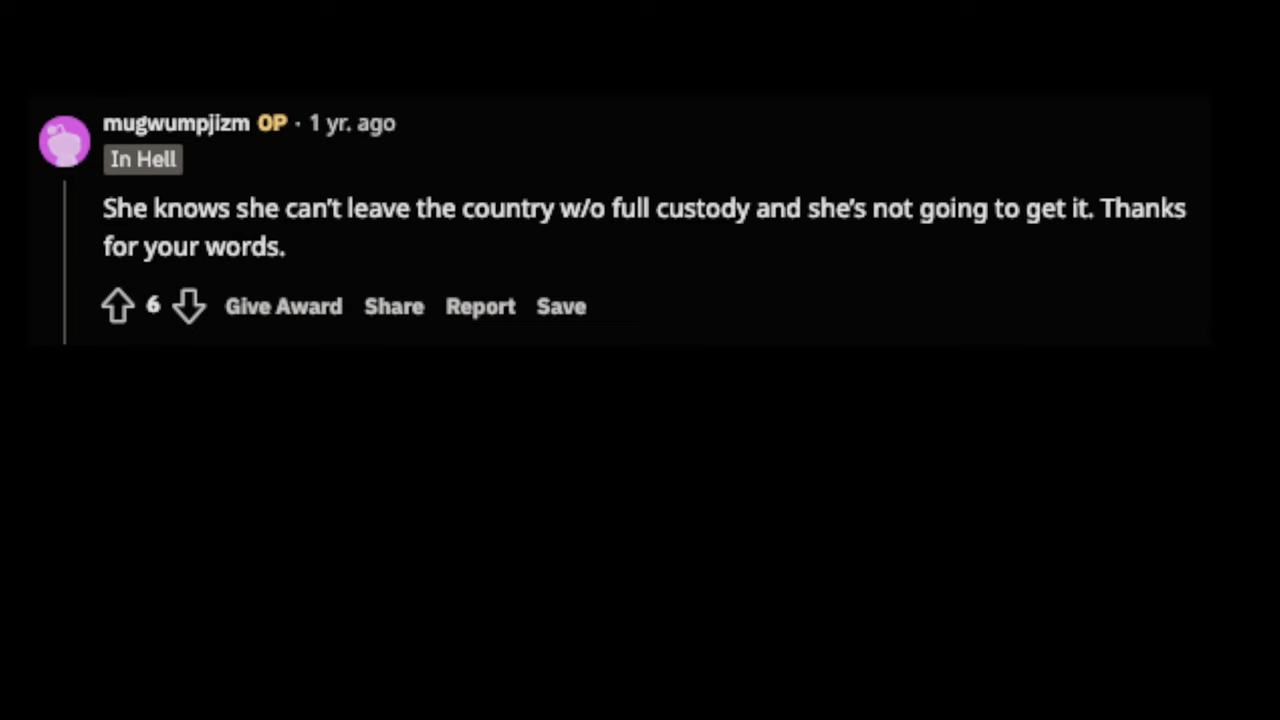 mugwumpjizm OP · 1 yr. ago
In Hell
She knows she can't leave the country w/o full custody and she's not going to get it. Thanks
for your words.
6 Give Award Share Report Save